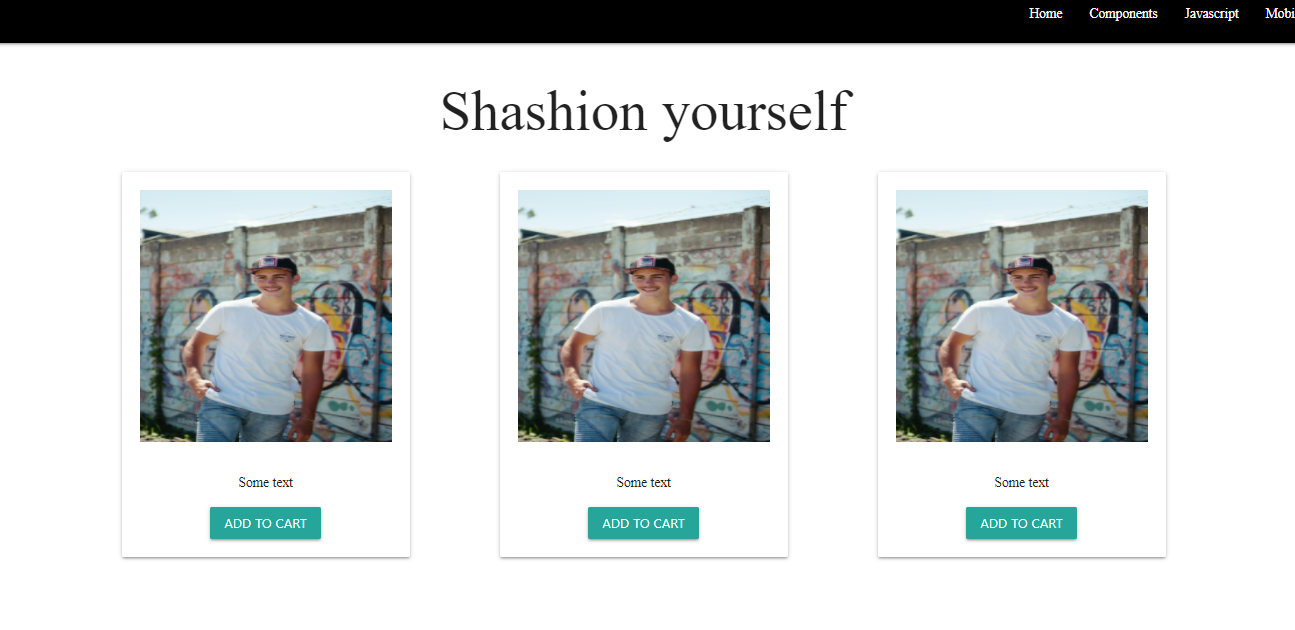 Home Components Javascript Mobi
Shashion yourself
Some text Some text Some text
ADD TO CART ADD TO CART ADD TO CART